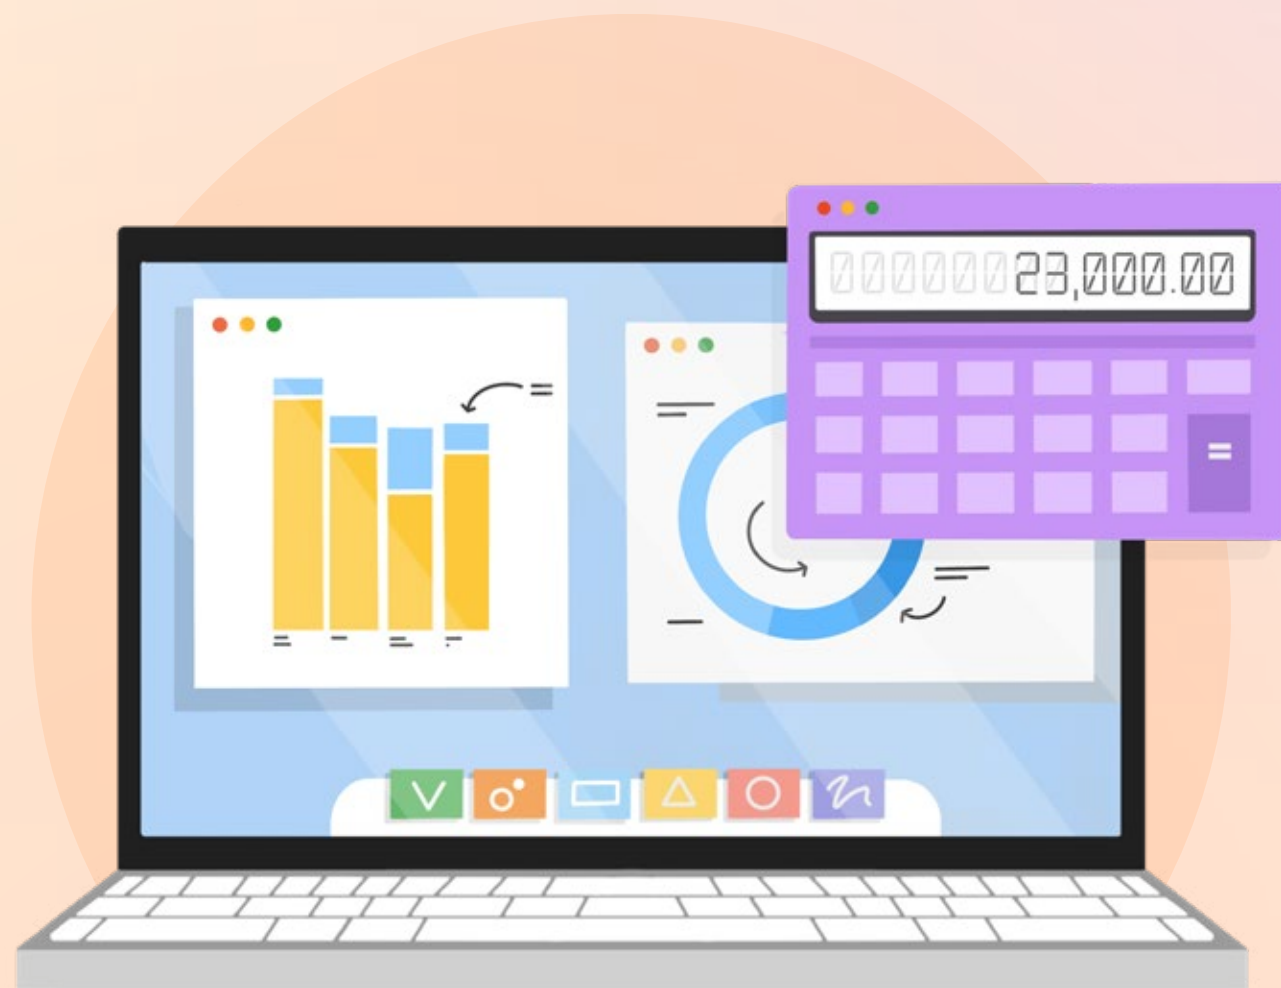 23,000.00
=
=